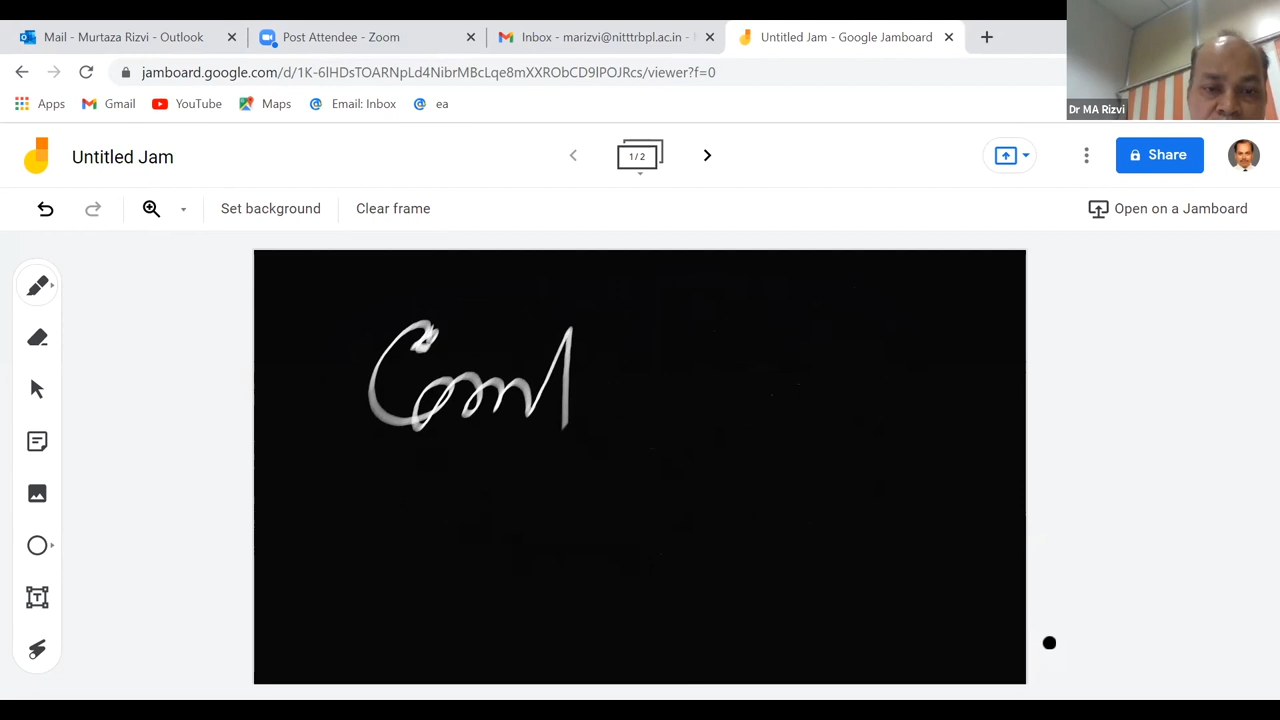 Mail - Murtaza Rizvi - Outlook
Post Attendee - Zoom
Inbox - marizvi@nitttrbpl.ac.in -
Untitled Jam - Google Jamboard
jamboard.google.com/d/1K-6lHDsTOARNpLd4NibrMBcLqe8mXXRObCD9lPOJRcs/viewer?f=0
Apps Gmail YouTube Maps Email: Inbox ea
Dr MA Rizvi
Untitled Jam
1/2
Share
Set background
Clear frame
Open on a Jamboard